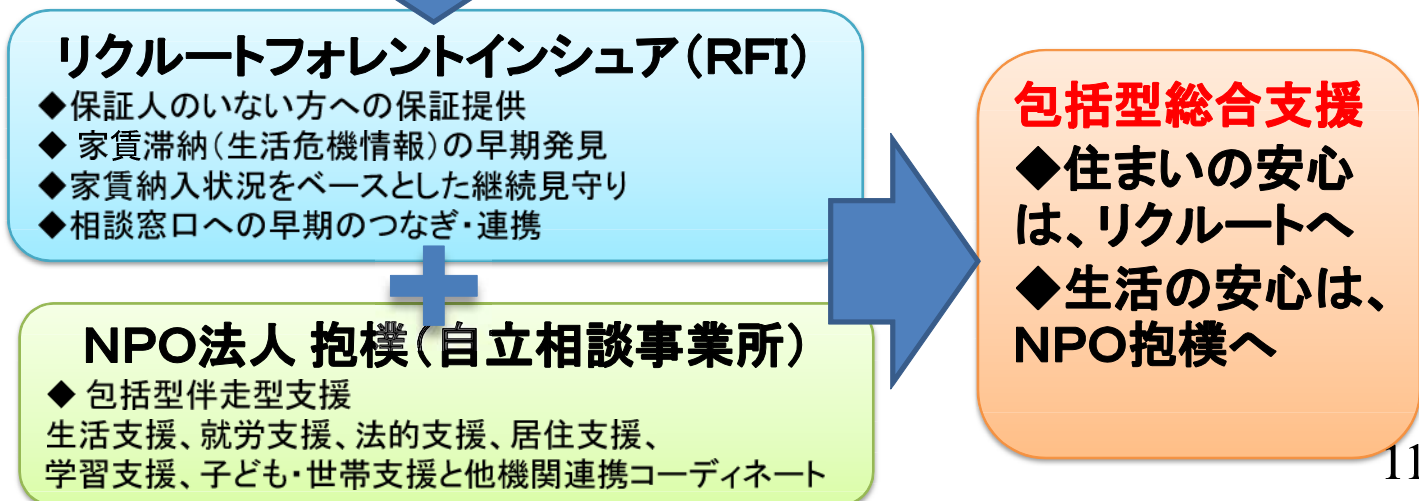 リクルートフォレントインシュア（RFI）
◆保証人のいない方への保証提供
◆ 家賃滞納（生活危機情報）の早期発見
◆家賃納入状況をベースとした継続見守り
◆相談窓口への早期のつなぎ・連携
NPO法人 抱樸（自立相談事業所）
◆ 包括型伴走型支援
生活支援、就労支援、法的支援、居住支援、
学習支援、子ども・世帯支援と他機関連携コーディネート
包括型総合支援
◆住まいの安心
は、リクルートへ
◆生活の安心は、
NPO抱樸へ
11